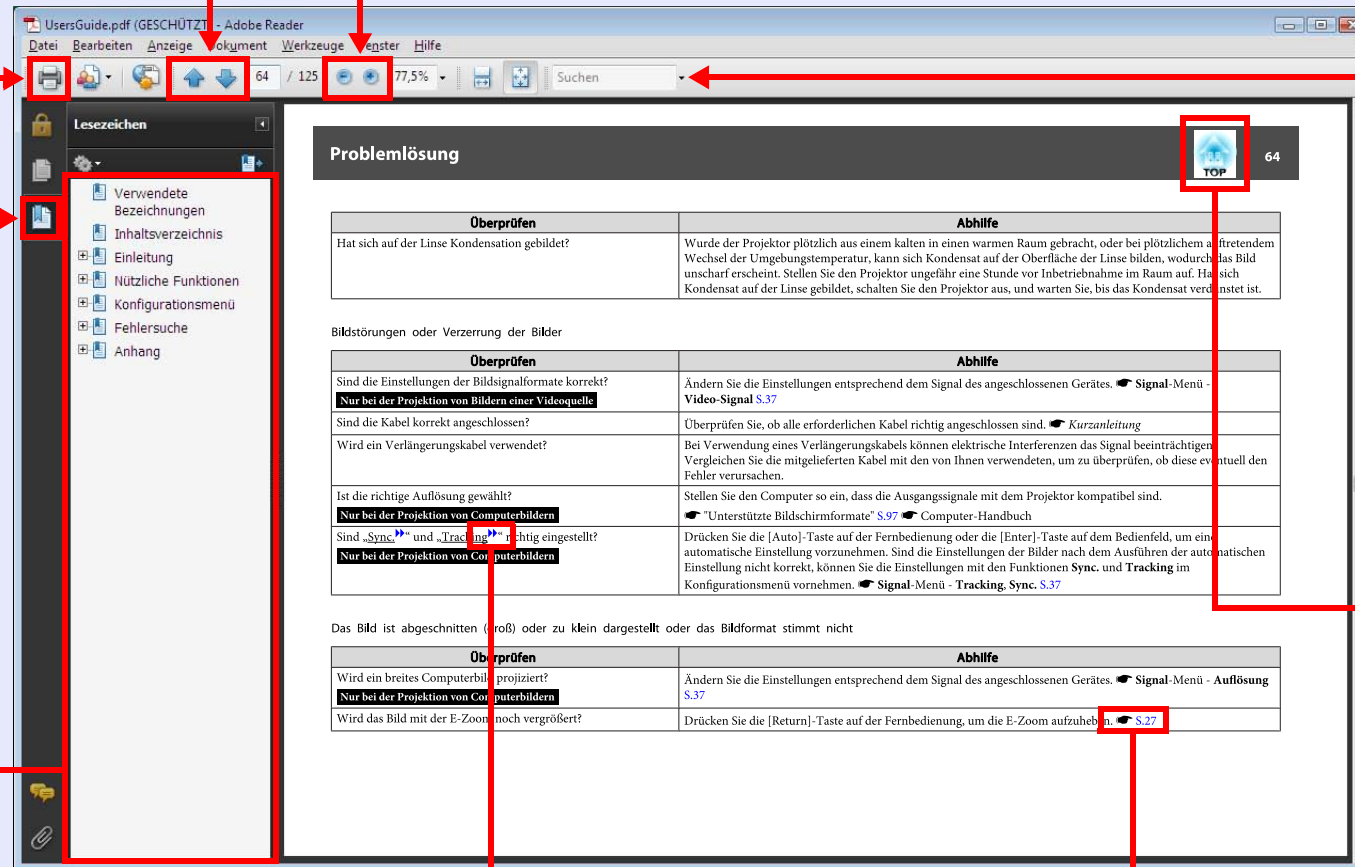 UsersGuide.pdf (GESCHÜTZT) - Adobe Reader
Datei Bearbeiten Anzeige Dokument Werkzeuge Fenster Hilfe
64 / 125 77,5% Suchen
Lesezeichen
Verwendete
Bezeichnungen
Inhaltsverzeichnis
Einleitung
Nützliche Funktionen
Konfigurationsmenü
Fehlersuche
Anhang
Problemlösung
TOP
64
Überprüfen Abhilfe
Hat sich auf der Linse Kondensation gebildet?
Wurde der Projektor plötzlich aus einem kalten in einen warmen Raum gebracht, oder bei plötzlichem auftretendem
Wechsel der Umgebungstemperatur, kann sich Kondensat auf der Oberfläche der Linse bilden, wodurch das Bild
unscharf erscheint. Stellen Sie den Projektor ungefähr eine Stunde vor Inbetriebnahme im Raum auf. Hat sich
Kondensat auf der Linse gebildet, schalten Sie den Projektor aus, und warten Sie, bis das Kondensat verdunstet ist.
Bildstörungen oder Verzerrung der Bilder
Überprüfen Abhilfe
Sind die Einstellungen der Bildsignalformate korrekt?
Nur bei der Projektion von Bildern einer Videoquelle
Ändern Sie die Einstellungen entsprechend dem Signal des angeschlossenen Gerätes. ☛ Signal-Menü -
Video-Signal S.37
Sind die Kabel korrekt angeschlossen?
Überprüfen Sie, ob alle erforderlichen Kabel richtig angeschlossen sind. ☛ Kurzanleitung
Wird ein Verlängerungskabel verwendet?
Bei Verwendung eines Verlängerungskabels können elektrische Interferenzen das Signal beeinträchtigen.
Vergleichen Sie die mitgelieferten Kabel mit den von Ihnen verwendeten, um zu überprüfen, ob diese eventuell den
Fehler verursachen.
Ist die richtige Auflösung gewählt?
Nur bei der Projektion von Computerbildern
Stellen Sie den Computer so ein, dass die Ausgangssignale mit dem Projektor kompatibel sind.
☛ "Unterstützte Bildschirmformate" S.97 ☛ Computer-Handbuch
Sind „Sync." und „Tracking" richtig eingestellt?
Nur bei der Projektion von Computerbildern
Drücken Sie die [Auto]-Taste auf der Fernbedienung oder die [Enter]-Taste auf dem Bedienfeld, um eine
automatische Einstellung vorzunehmen. Sind die Einstellungen der Bilder nach dem Ausführen der automatischen
Einstellung nicht korrekt, können Sie die Einstellungen mit den Funktionen Sync. und Tracking im
Konfigurationsmenü vornehmen. ☛ Signal-Menü - Tracking, Sync. S.37
Das Bild ist abgeschnitten (groß) oder zu klein dargestellt oder das Bildformat stimmt nicht
Überprüfen Abhilfe
Wird ein breites Computerbild projiziert?
Nur bei der Projektion von Computerbildern
Ändern Sie die Einstellungen entsprechend dem Signal des angeschlossenen Gerätes. ☛ Signal-Menü - Auflösung
S.37
Wird das Bild mit der E-Zoom noch vergrößert?
Drücken Sie die [Return]-Taste auf der Fernbedienung, um die E-Zoom aufzuheben. ☛ S.27